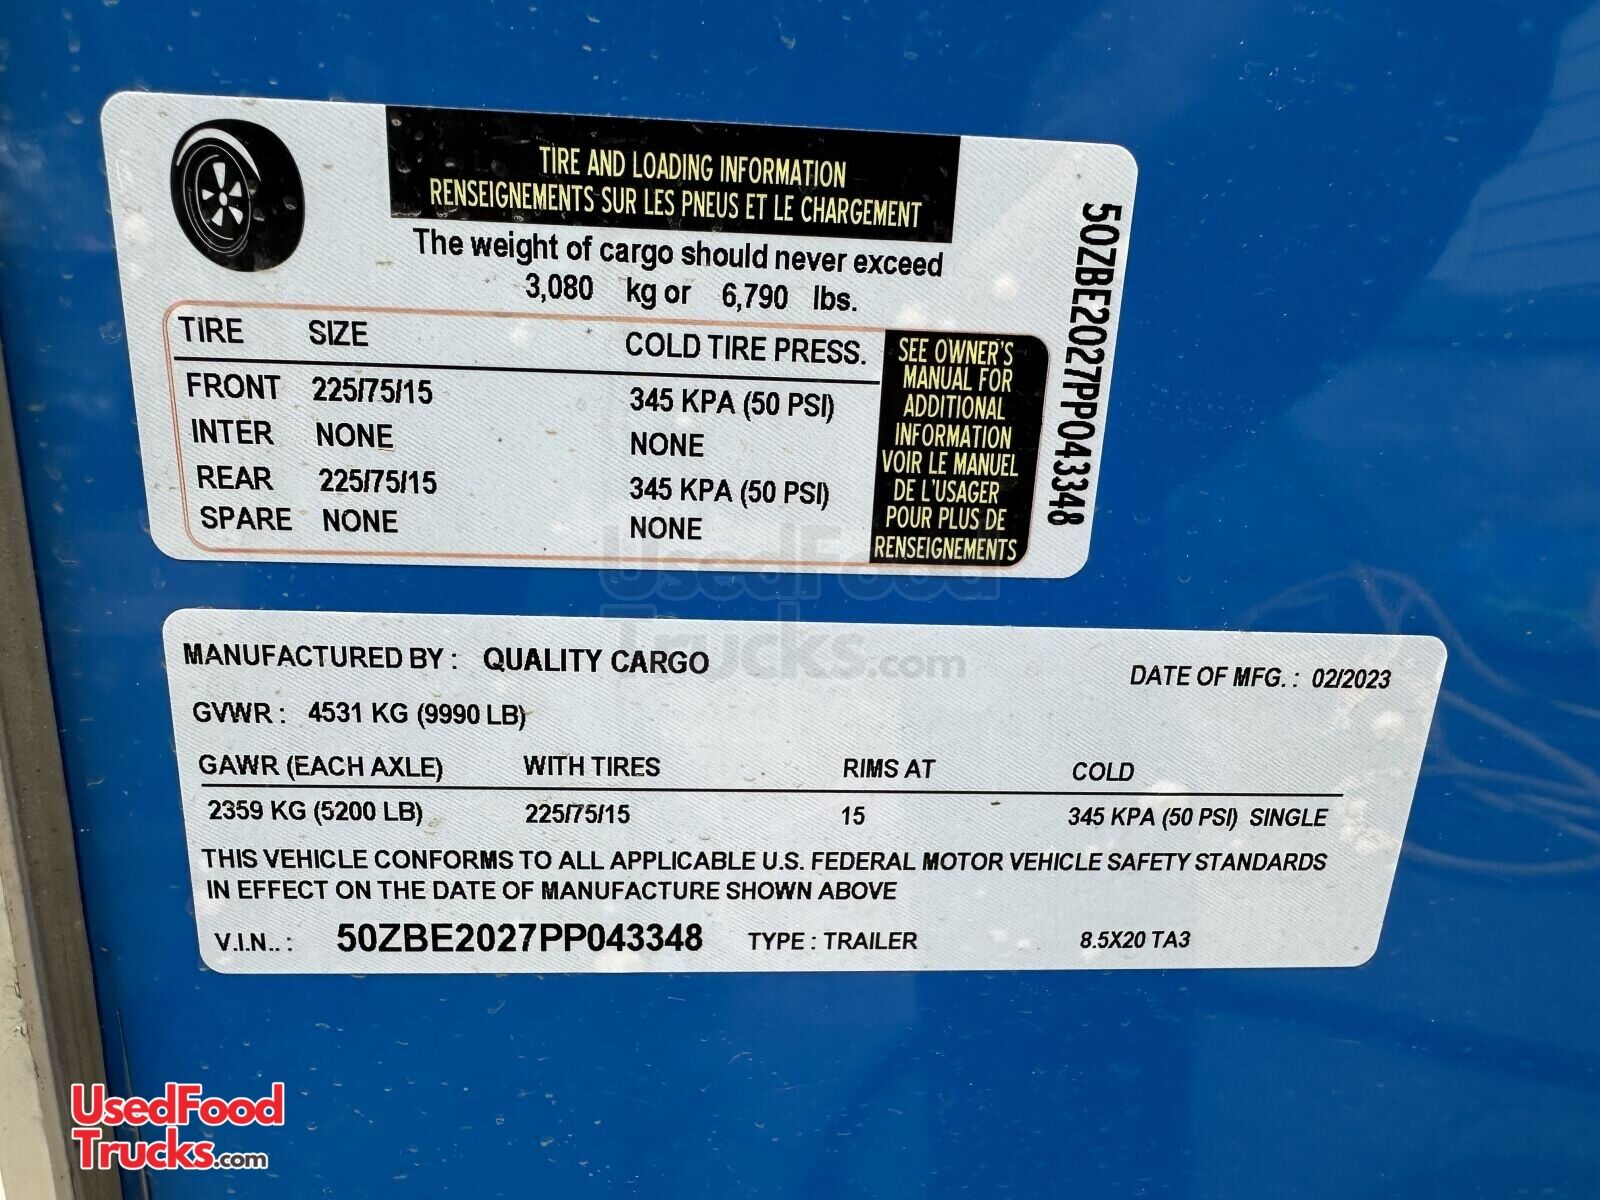 TIRE AND LOADING INFORMATION
RENSEIGNEMENTS SUR LES PNEUS ET LE CHARGEMENT
The weight of cargo should never exceed
3,080 kg or 6,790 lbs.
TIRE SIZE COLD TIRE PRESS.
FRONT 225/75/15 345 KPA (50 PSI)
INTER NONE NONE
REAR 225/75/15 345 KPA (50 PSI)
SPARE NONE NONE
SEE OWNER'S
MANUAL FOR
ADDITIONAL
INFORMATION
VOIR LE MANUEL
DE L'USAGER
POUR PLUS DE
RENSEIGNEMENTS
50ZBE2027PP043348
UsedFood
Trucks.com
MANUFACTURED BY : QUALITY CARGO DATE OF MFG. : 02/2023
GVWR : 4531 KG (9990 LB)
GAWR (EACH AXLE) WITH TIRES RIMS AT COLD
2359 KG (5200 LB) 225/75/15 15 345 KPA (50 PSI) SINGLE
THIS VEHICLE CONFORMS TO ALL APPLICABLE U.S. FEDERAL MOTOR VEHICLE SAFETY STANDARDS
IN EFFECT ON THE DATE OF MANUFACTURE SHOWN ABOVE
V.I.N.. : 50ZBE2027PP043348 TYPE : TRAILER 8.5X20 TA3
UsedFood
Trucks.com